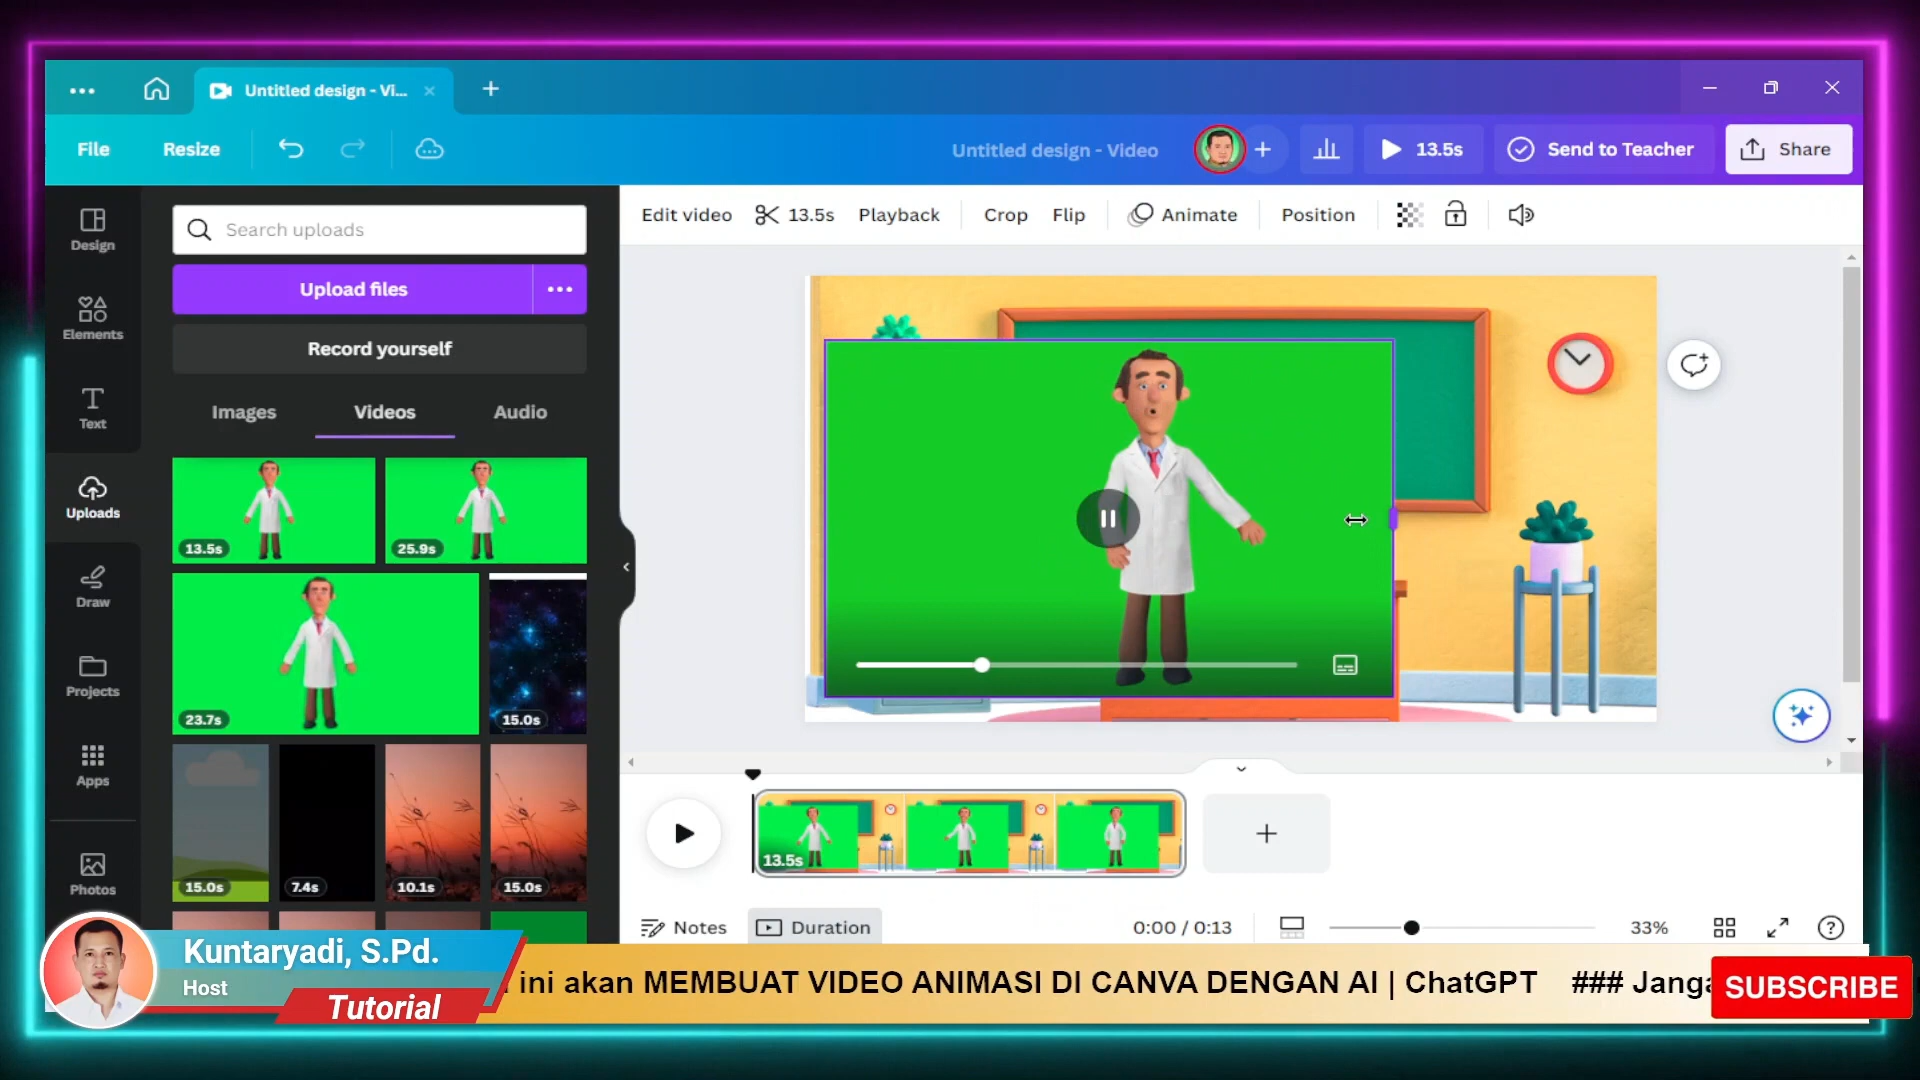 Untitled design - Vi...
File
Resize
Untitled design - Video
13.5s
Send to Teacher
Share
Design
Elements
Text
Uploads
Draw
Projects
Apps
Photos
Search uploads
Upload files
Record yourself
Images
Videos
Audio
13.5s
25.9s
23.7s
15.0s
15.0s
7.4s
10.1s
15.0s
Edit video
13.5s
Playback
Crop
Flip
Animate
Position
13.5s
Notes
Duration
0:00 / 0:13
33%
Kuntaryadi, S.Pd.
Host
Tutorial
ini akan MEMBUAT VIDEO ANIMASI DI CANVA DENGAN AI | ChatGPT ### Janga
SUBSCRIBE